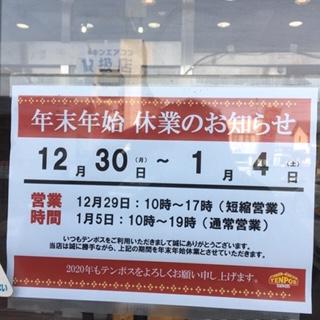 年末年始 休業のお知らせ
12月30日(月)～1月4日(土)
営業時間
12月29日：10時～17時（短縮営業）
1月5日：10時～19時（通常営業）
いつもテンポスをご利用いただきまして誠にありがとうございます。
当店は誠に勝手ながら、上記の期間を年末年始休業とさせていただきます。
2020年もテンポスをよろしくお願い申し上げます。
TENPOS